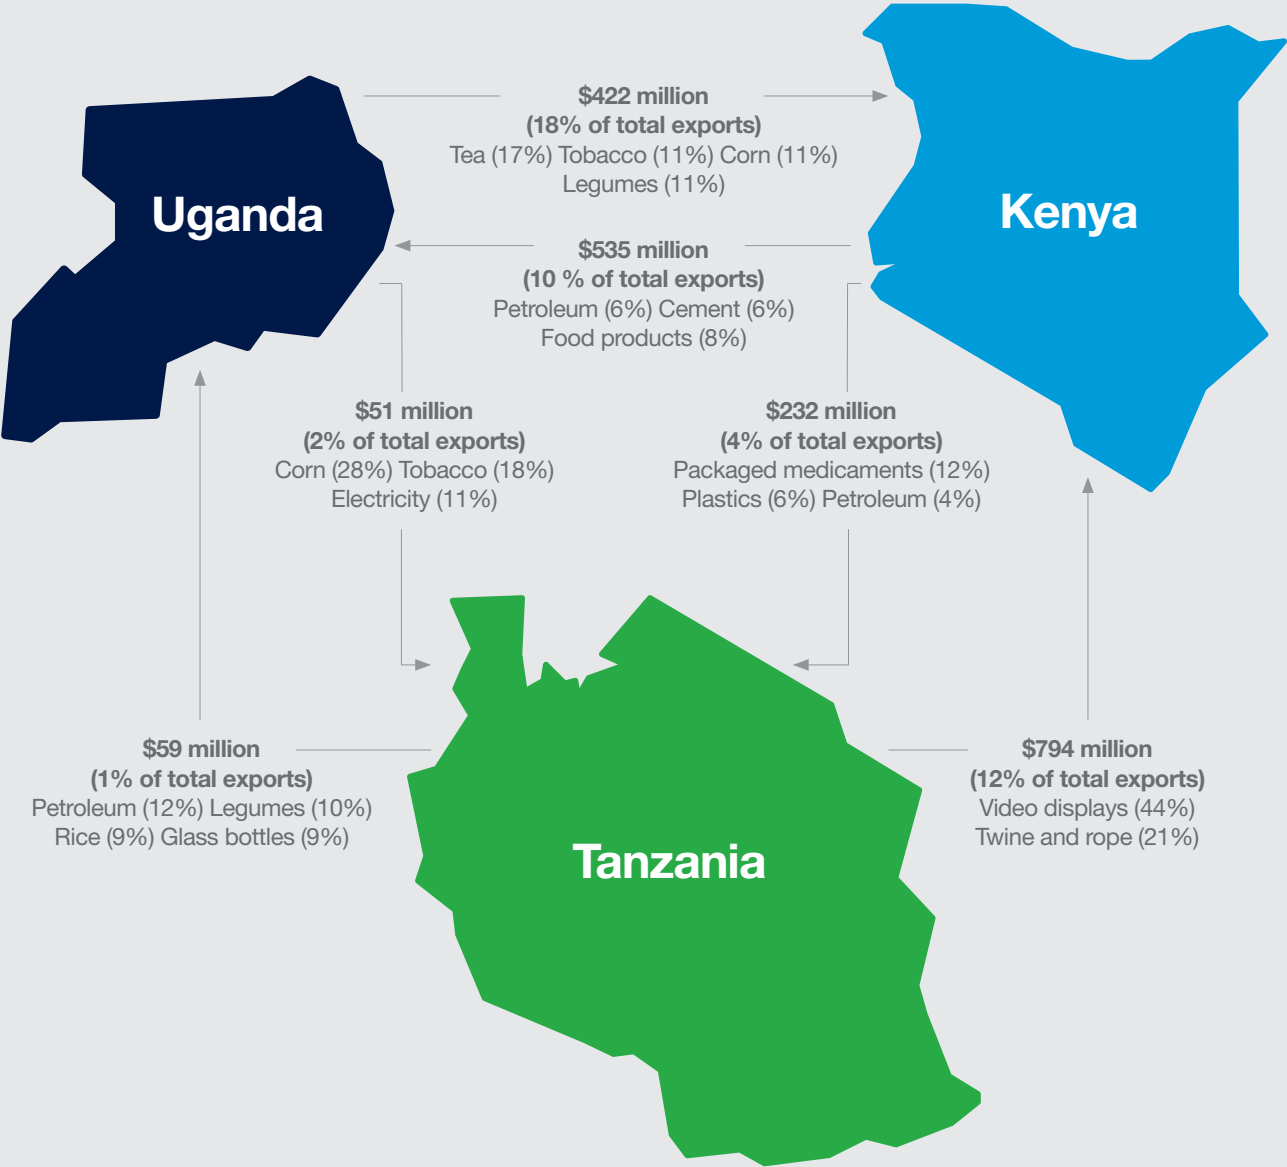 $422 million
(18% of total exports)
Tea (17%) Tobacco (11%) Corn (11%)
Legumes (11%)
Uganda
Kenya
$535 million
(10 % of total exports)
Petroleum (6%) Cement (6%)
Food products (8%)
$51 million
(2% of total exports)
Corn (28%) Tobacco (18%)
Electricity (11%)
$232 million
(4% of total exports)
Packaged medicaments (12%)
Plastics (6%) Petroleum (4%)
$59 million
(1% of total exports)
Petroleum (12%) Legumes (10%)
Rice (9%) Glass bottles (9%)
$794 million
(12% of total exports)
Video displays (44%)
Twine and rope (21%)
Tanzania